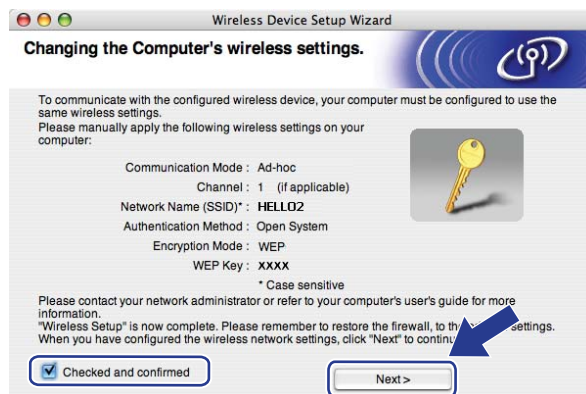 Wireless Device Setup Wizard
Changing the Computer's wireless settings.
To communicate with the configured wireless device, your computer must be configured to use the
same wireless settings.
Please manually apply the following wireless settings on your
computer:
Communication Mode : Ad-hoc
Channel : 1 (if applicable)
Network Name (SSID)* : HELLO2
Authentication Method : Open System
Encryption Mode : WEP
WEP Key : XXXX
* Case sensitive
Please contact your network administrator or refer to your computer's user's guide for more
information.
"Wireless Setup" is now complete. Please remember to restore the firewall, to the settings.
When you have configured the wireless network settings, click "Next" to
Checked and confirmed
Next >